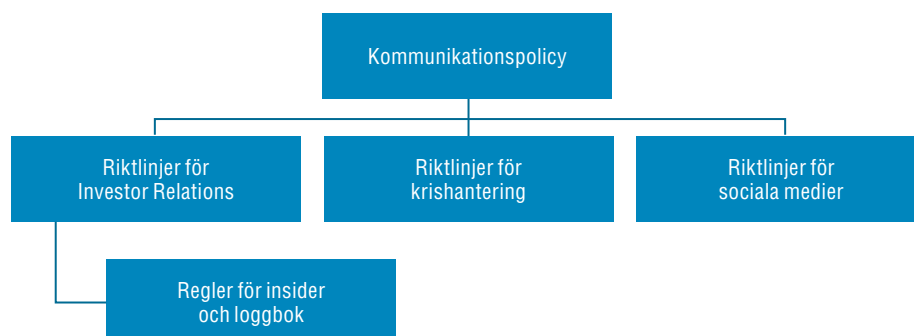 Kommunikationspolicy
Riktlinjer för
Investor Relations
Riktlinjer för
krishantering
Riktlinjer för
sociala medier
Regler för insider
och loggbok